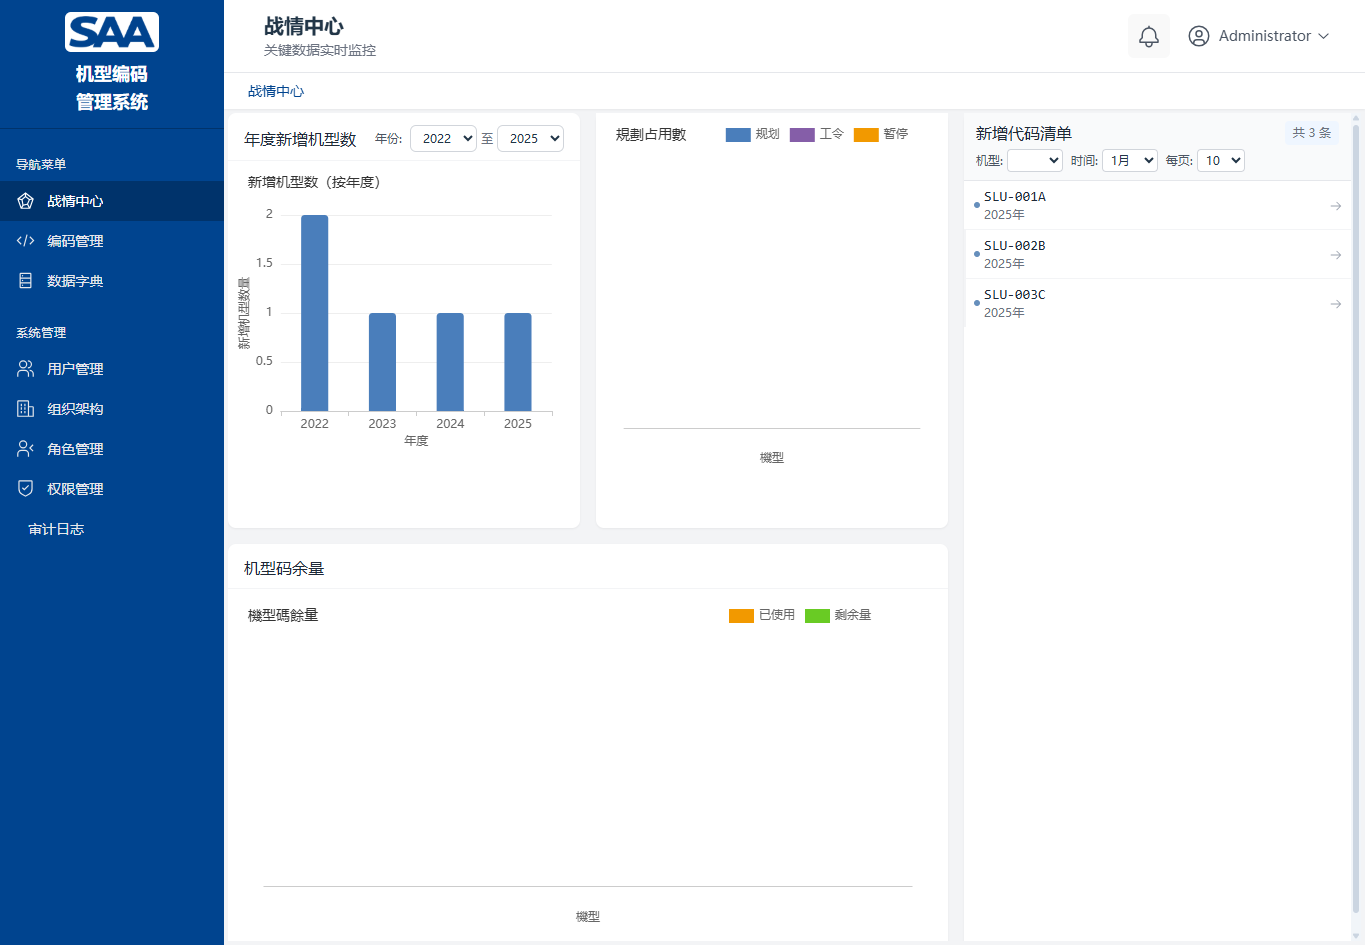 SAA
机型编码
管理系统
导航菜单
战情中心
编码管理
数据字典
系统管理
用户管理
组织架构
角色管理
权限管理
审计日志
战情中心
关键数据实时监控
Administrator
战情中心
年度新增机型数 年份: 2022 至 2025
新增机型数（按年度）
新增机型数量
2
1.5
1
0.5
0
2022 2023 2024 2025
年度
規劃占用數 规划 工令 暂停
機型
机型码余量
機型碼餘量 已使用 剩余量
機型
新增代码清单 共 3 条
机型: 时间: 1月 每页: 10
SLU-001A
2025年
SLU-002B
2025年
SLU-003C
2025年